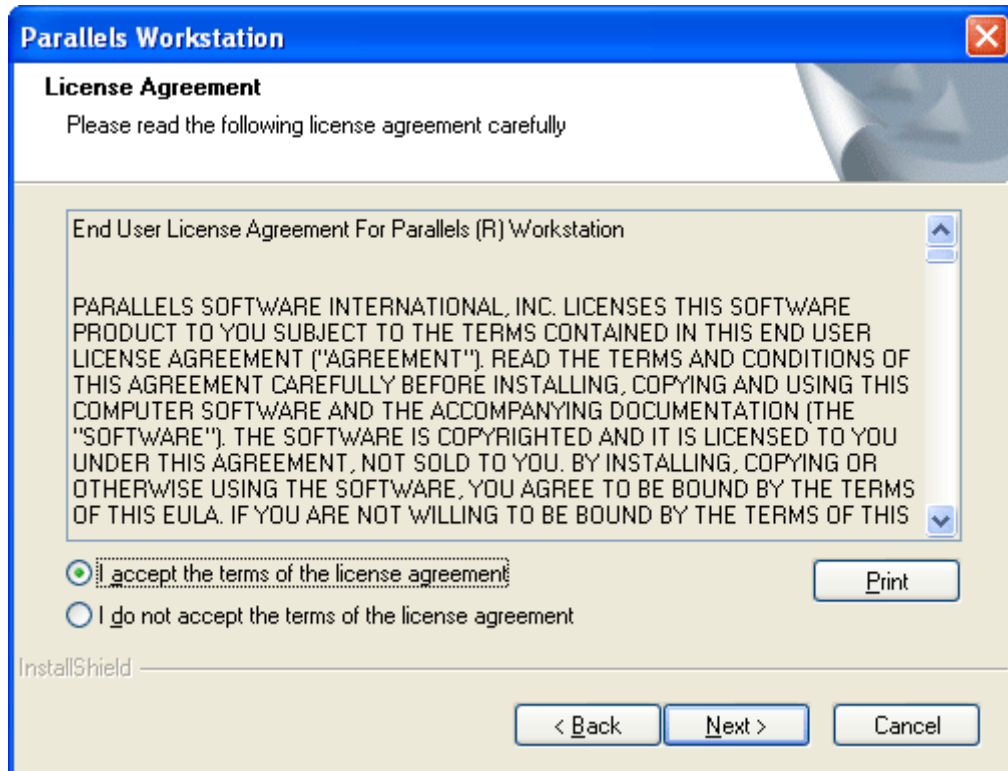 Parallels Workstation
License Agreement
Please read the following license agreement carefully
End User License Agreement For Parallels (R) Workstation
PARALLELS SOFTWARE INTERNATIONAL, INC. LICENSES THIS SOFTWARE
PRODUCT TO YOU SUBJECT TO THE TERMS CONTAINED IN THIS END USER
LICENSE AGREEMENT ("AGREEMENT"). READ THE TERMS AND CONDITIONS OF
THIS AGREEMENT CAREFULLY BEFORE INSTALLING, COPYING AND USING THIS
COMPUTER SOFTWARE AND THE ACCOMPANYING DOCUMENTATION (THE
"SOFTWARE"). THE SOFTWARE IS COPYRIGHTED AND IT IS LICENSED TO YOU
UNDER THIS AGREEMENT, NOT SOLD TO YOU. BY INSTALLING, COPYING OR
OTHERWISE USING THE SOFTWARE, YOU AGREE TO BE BOUND BY THE TERMS
OF THIS EULA. IF YOU ARE NOT WILLING TO BE BOUND BY THE TERMS OF THIS
I accept the terms of the license agreement
Print
I do not accept the terms of the license agreement
InstallShield
< Back Next > Cancel